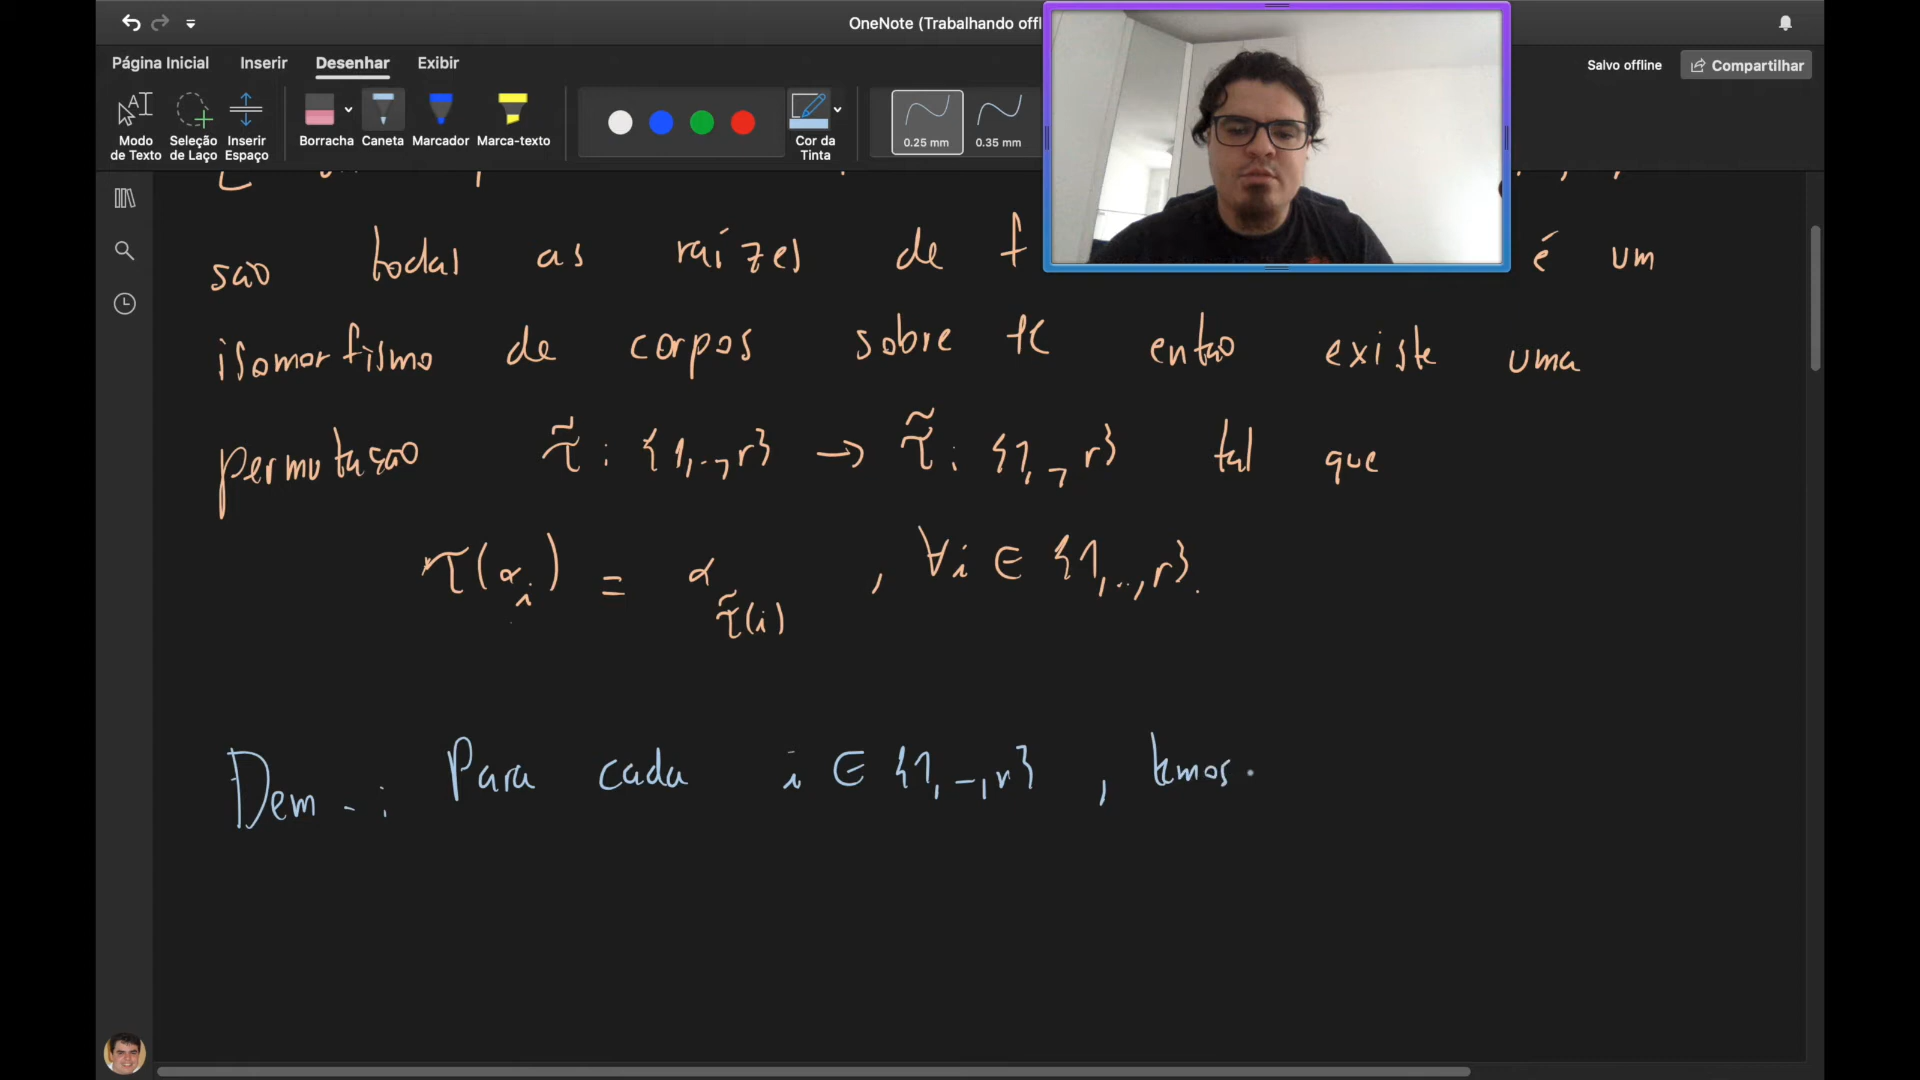 OneNote (Trabalhando offl
Página Inicial Inserir Desenhar Exibir
Salvo offline Compartilhar
Modo de Texto
Seleção de Laço
Inserir Espaço
Borracha
Caneta
Marcador
Marca-texto
Cor da Tinta
0.25 mm
0.35 mm
são todas as raízes de f é um
isomorfismo de corpos sobre K então existe uma
permutação τ̃ : {1,..,r} → τ̃ : {1,..,r} tal que
τ(α_i) = α_τ̃(i) , ∀i ∈ {1,..,r}.
Dem.: Para cada i ∈ {1,..,r} , temos